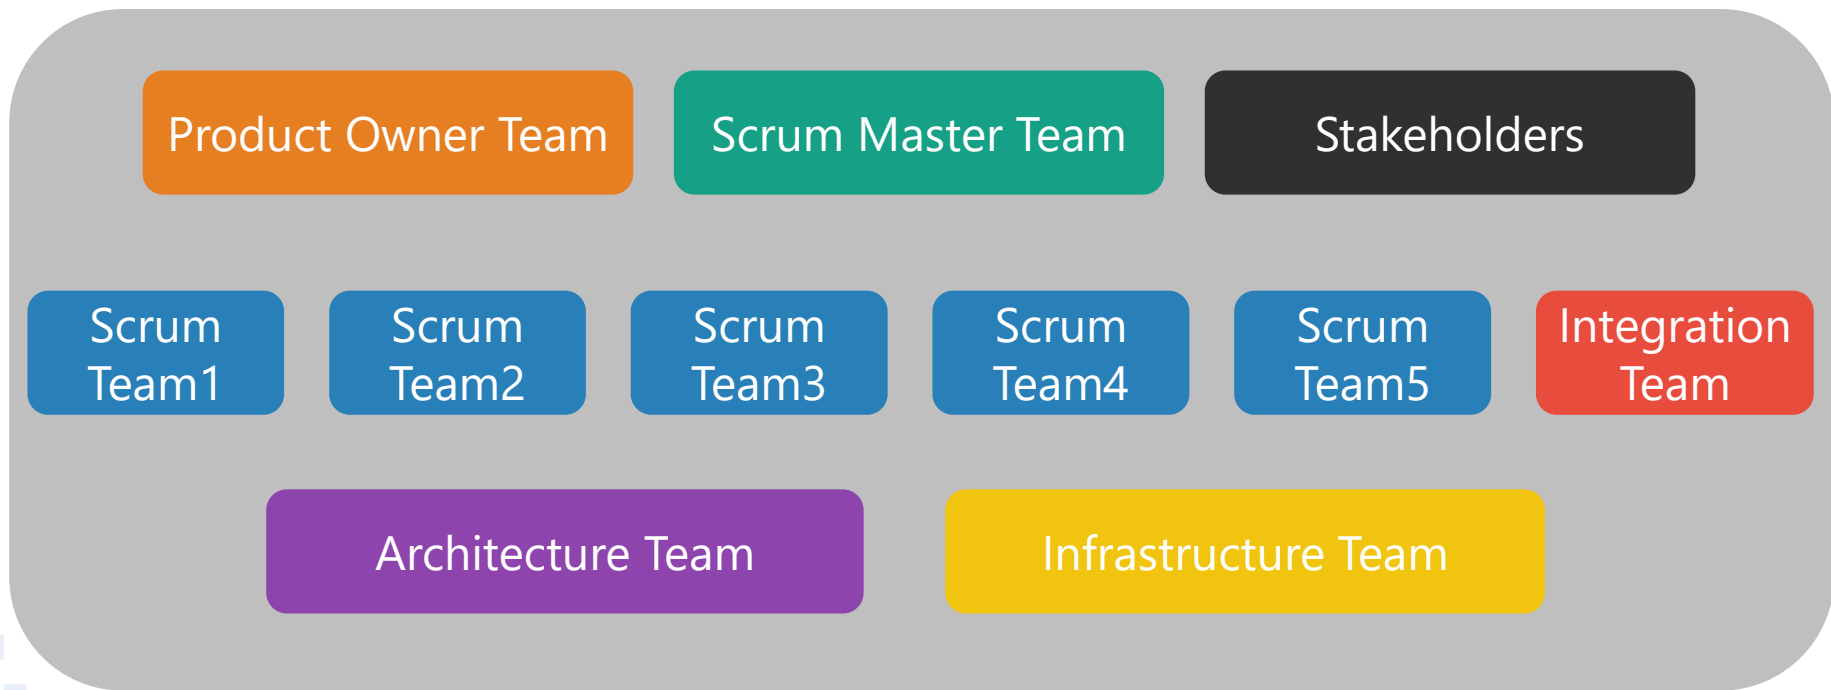 Product Owner Team
Scrum Master Team
Stakeholders
Scrum
Team1
Scrum
Team2
Scrum
Team3
Scrum
Team4
Scrum
Team5
Integration
Team
Architecture Team
Infrastructure Team